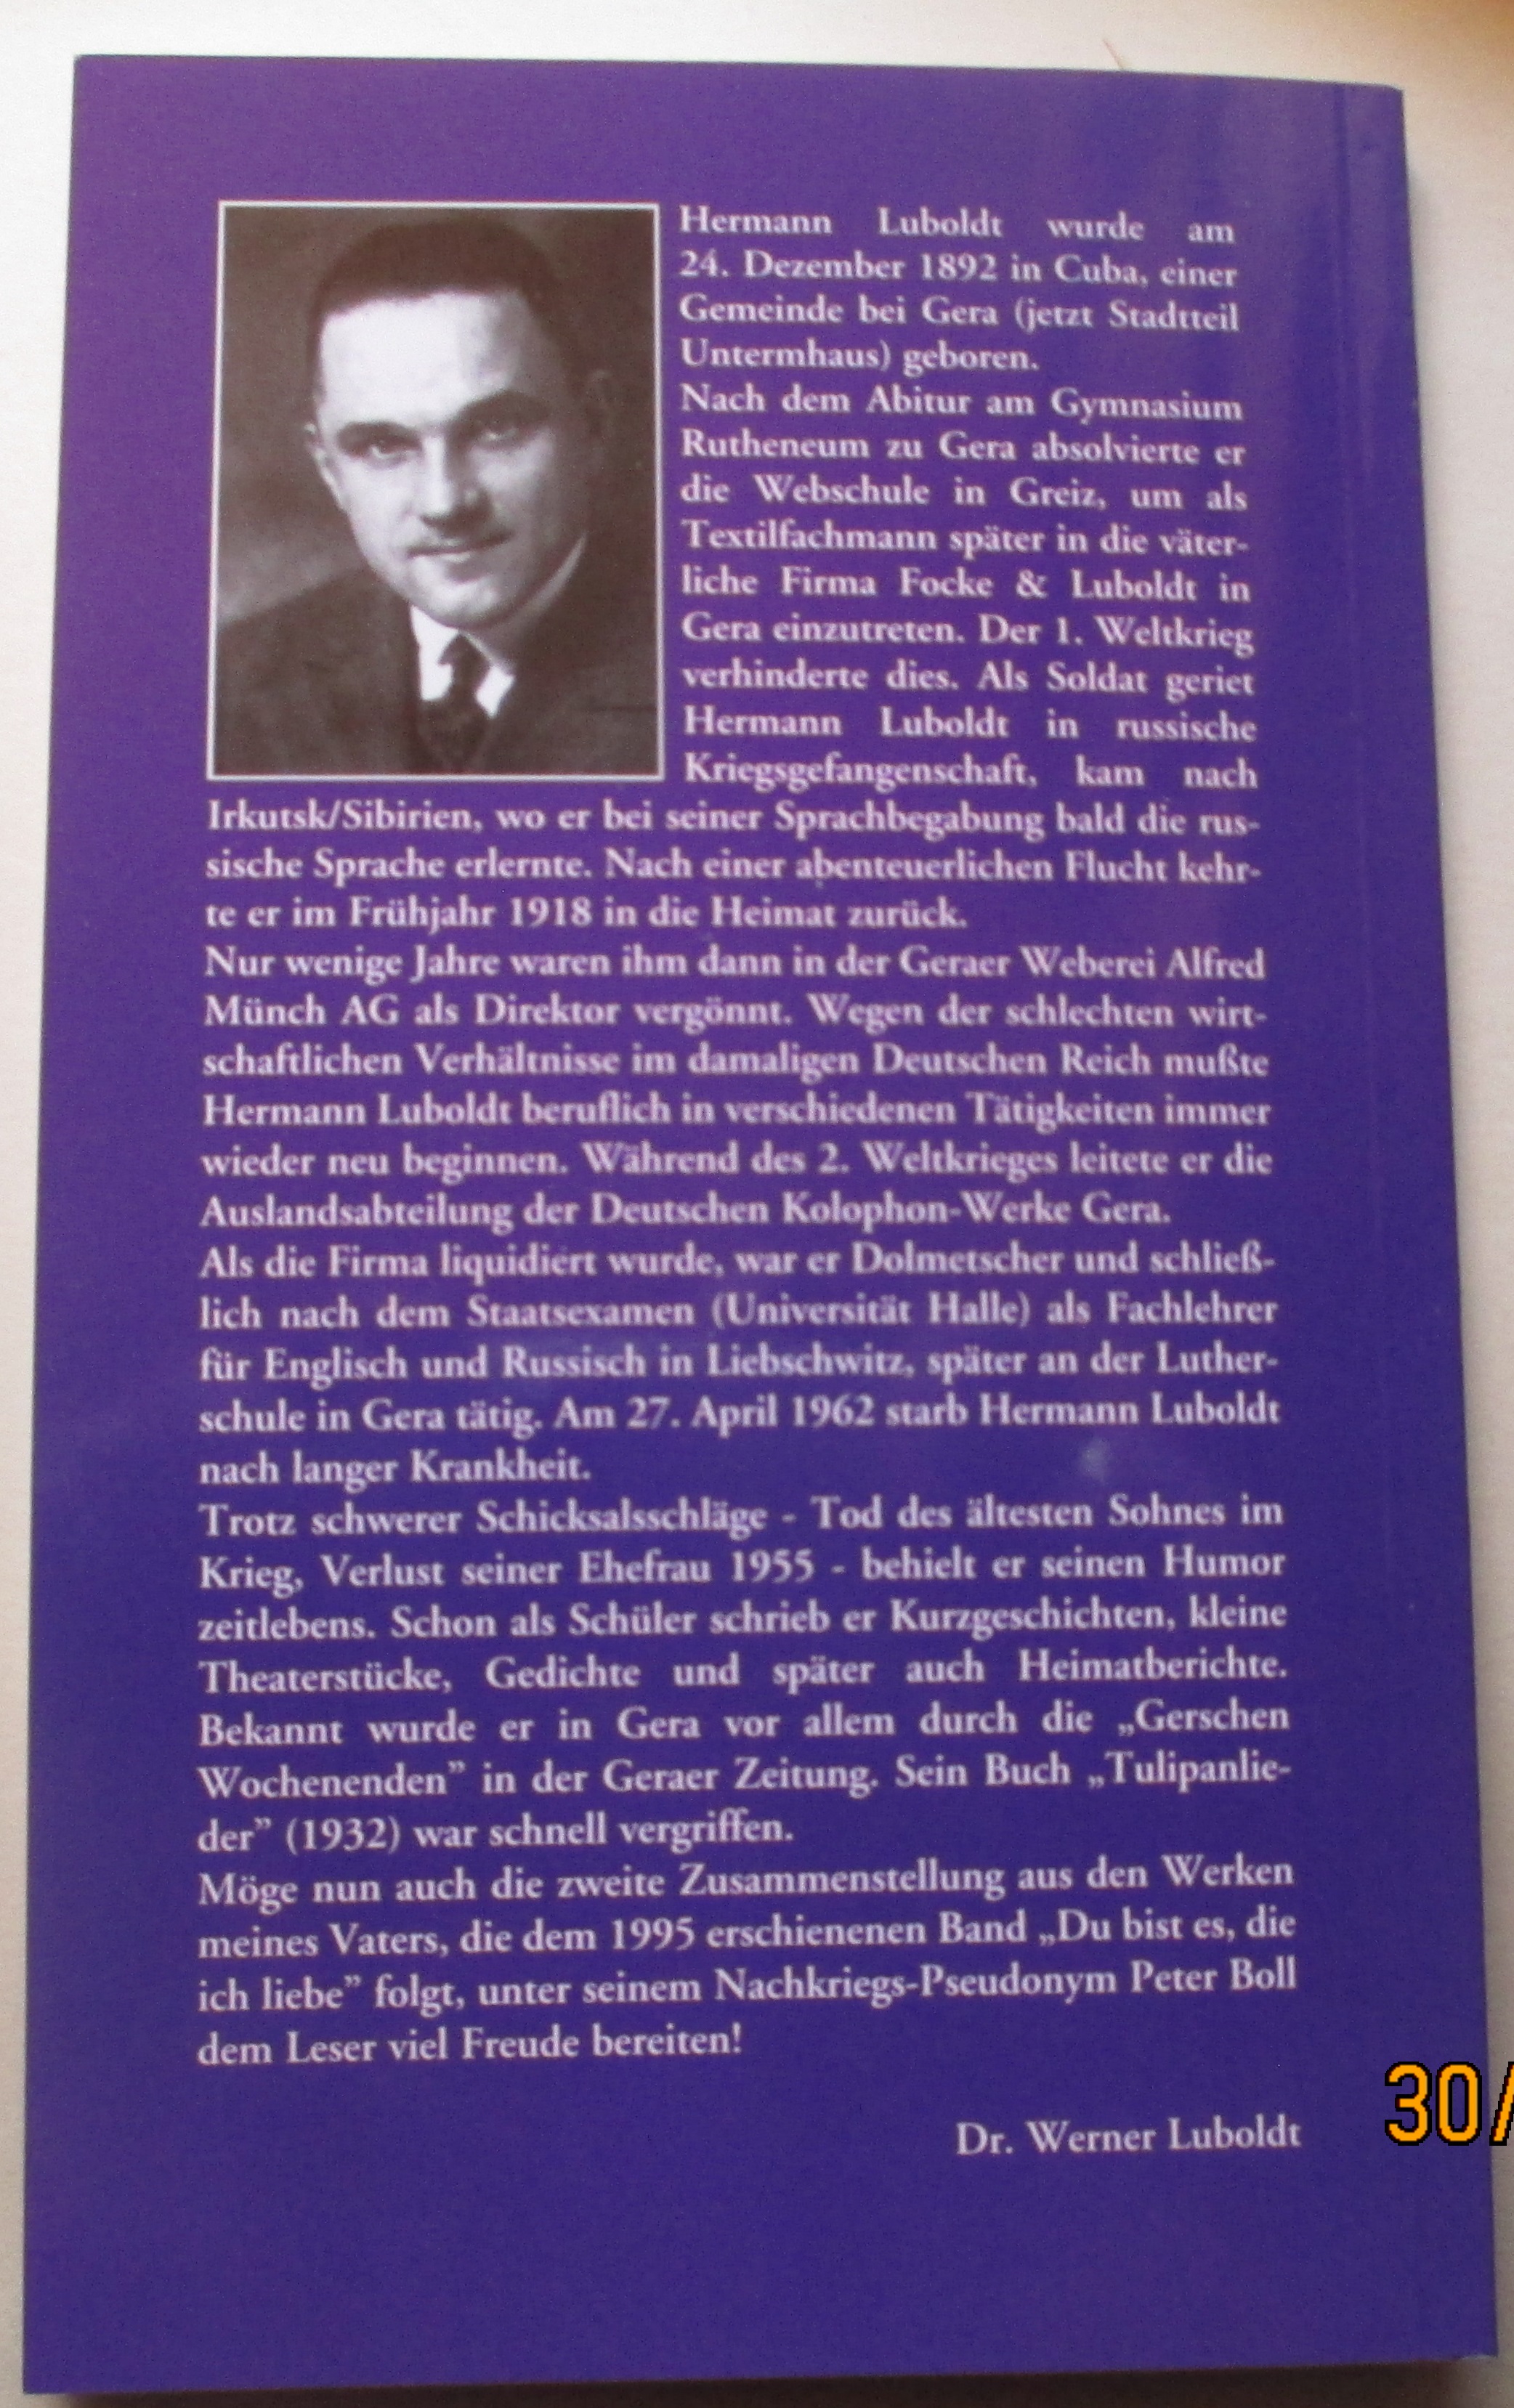 Hermann Luboldt wurde am
24. Dezember 1892 in Cuba, einer
Gemeinde bei Gera (jetzt Stadtteil
Untermhaus) geboren.
Nach dem Abitur am Gymnasium
Rutheneum zu Gera absolvierte er
die Webschule in Greiz, um als
Textilfachmann später in die väter-
liche Firma Focke & Luboldt in
Gera einzutreten. Der 1. Weltkrieg
verhinderte dies. Als Soldat geriet
Hermann Luboldt in russische
Kriegsgefangenschaft, kam nach
Irkutsk/Sibirien, wo er bei seiner Sprachbegabung bald die rus-
sische Sprache erlernte. Nach einer abenteuerlichen Flucht kehr-
te er im Frühjahr 1918 in die Heimat zurück.
Nur wenige Jahre waren ihm dann in der Geraer Weberei Alfred
Münch AG als Direktor vergönnt. Wegen der schlechten wirt-
schaftlichen Verhältnisse im damaligen Deutschen Reich mußte
Hermann Luboldt beruflich in verschiedenen Tätigkeiten immer
wieder neu beginnen. Während des 2. Weltkrieges leitete er die
Auslandsabteilung der Deutschen Kolophon-Werke Gera.
Als die Firma liquidiert wurde, war er Dolmetscher und schließ-
lich nach dem Staatsexamen (Universität Halle) als Fachlehrer
für Englisch und Russisch in Liebschwitz, später an der Luther-
schule in Gera tätig. Am 27. April 1962 starb Hermann Luboldt
nach langer Krankheit.
Trotz schwerer Schicksalsschläge - Tod des ältesten Sohnes im
Krieg, Verlust seiner Ehefrau 1955 - behielt er seinen Humor
zeitlebens. Schon als Schüler schrieb er Kurzgeschichten, kleine
Theaterstücke, Gedichte und später auch Heimatberichte.
Bekannt wurde er in Gera vor allem durch die „Gerschen
Wochenenden” in der Geraer Zeitung. Sein Buch „Tulipanlie-
der” (1932) war schnell vergriffen.
Möge nun auch die zweite Zusammenstellung aus den Werken
meines Vaters, die dem 1995 erschienenen Band „Du bist es, die
ich liebe” folgt, unter seinem Nachkriegs-Pseudonym Peter Boll
dem Leser viel Freude bereiten!
Dr. Werner Luboldt
30/